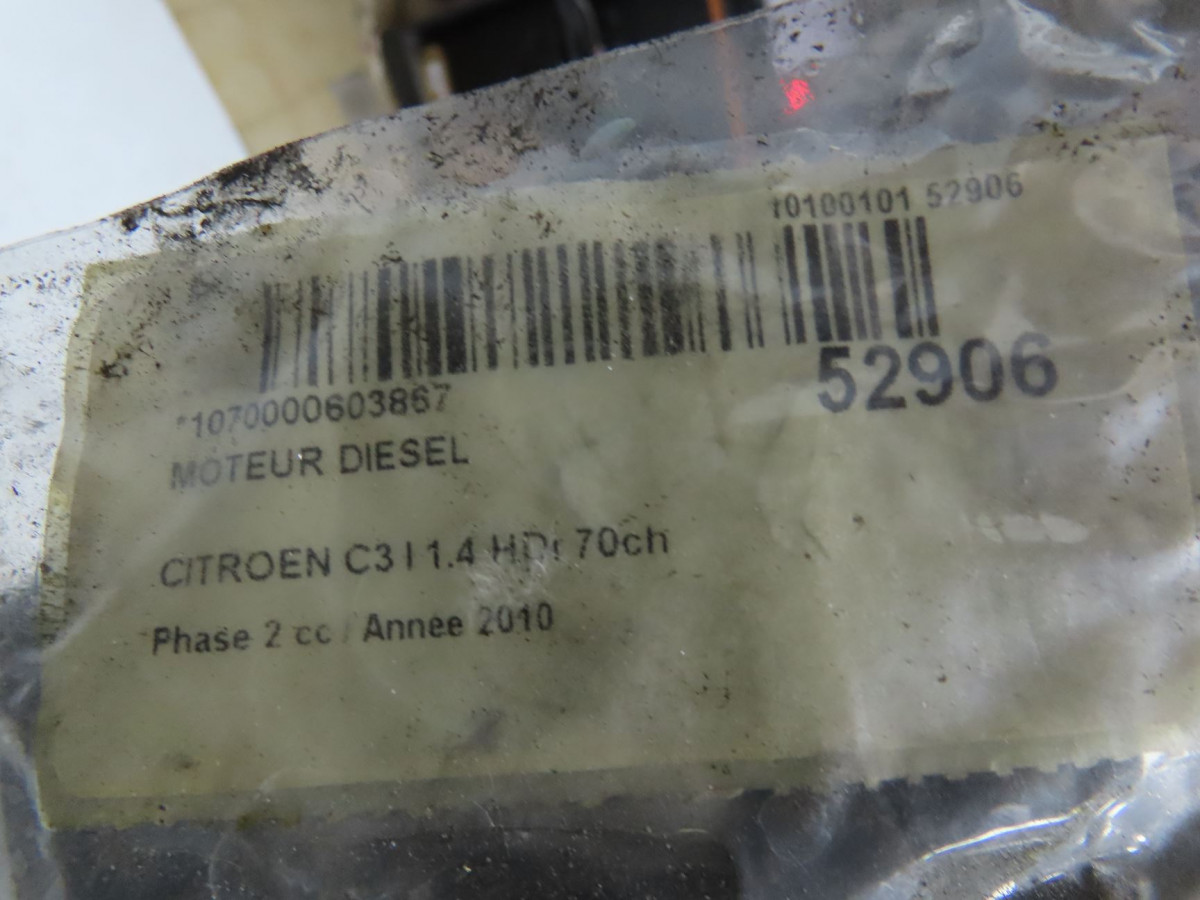 10100101 52906
*1070000603867
52906
MOTEUR DIESEL
CITROEN C3 I 1.4 HDi 70ch
Phase 2 cc / Annee 2010